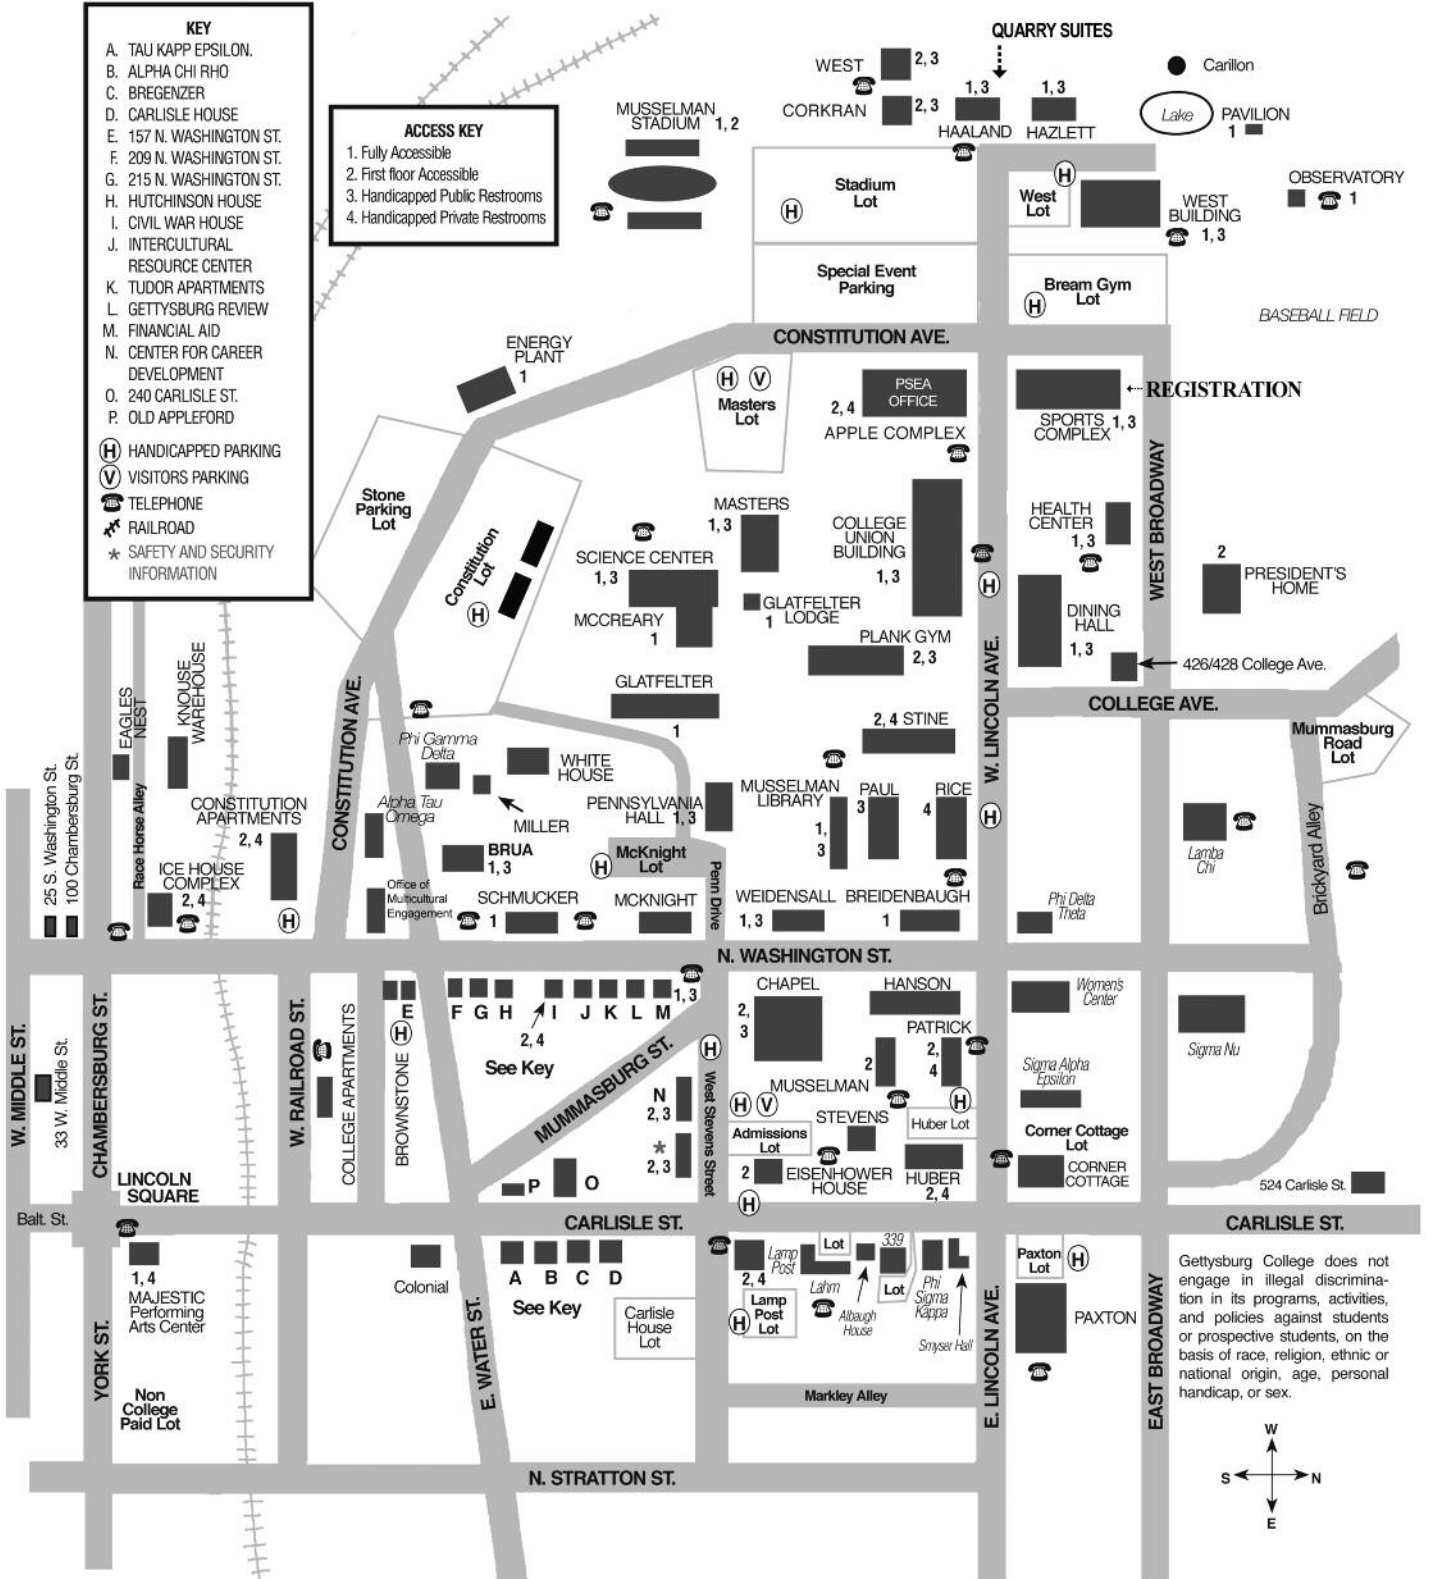 KEY
A. TAU KAPP EPSILON.
B. ALPHA CHI RHO
C. BREGENZER
D. CARLISLE HOUSE
E. 157 N. WASHINGTON ST.
F. 209 N. WASHINGTON ST.
G. 215 N. WASHINGTON ST.
H. HUTCHINSON HOUSE
I. CIVIL WAR HOUSE
J. INTERCULTURAL
RESOURCE CENTER
K. TUDOR APARTMENTS
L. GETTYSBURG REVIEW
M. FINANCIAL AID
N. CENTER FOR CAREER
DEVELOPMENT
O. 240 CARLISLE ST.
P. OLD APPLEFORD
H HANDICAPPED PARKING
V VISITORS PARKING
TELEPHONE
RAILROAD
* SAFETY AND SECURITY
INFORMATION
ACCESS KEY
1. Fully Accessible
2. First floor Accessible
3. Handicapped Public Restrooms
4. Handicapped Private Restrooms
QUARRY SUITES
WEST
2, 3
CORKRAN
2, 3
1, 3
HAALAND
1, 3
HAZLETT
Carillon
Lake
PAVILION
1
MUSSELMAN
STADIUM 1, 2
Stadium
Lot
H
West
Lot
H
WEST
BUILDING
1, 3
OBSERVATORY
1
Special Event
Parking
Bream Gym
Lot
H
BASEBALL FIELD
CONSTITUTION AVE.
ENERGY
PLANT
1
H V
Masters
Lot
PSEA
OFFICE
2, 4
APPLE COMPLEX
REGISTRATION
SPORTS
COMPLEX
1, 3
WEST BROADWAY
Stone
Parking
Lot
Constitution
Lot
H
MASTERS
1, 3
SCIENCE CENTER
1, 3
MCCREARY
1
GLATFELTER
LODGE
1
COLLEGE
UNION
BUILDING
1, 3
H
HEALTH
CENTER
1, 3
2
PRESIDENT'S
HOME
DINING
HALL
1, 3
PLANK GYM
2, 3
426/428 College Ave.
W. LINCOLN AVE.
COLLEGE AVE.
GLATFELTER
1
2, 4 STINE
Mummasburg
Road
Lot
CONSTITUTION AVE.
EAGLES
NEST
KNOUSE
WAREHOUSE
Race Horse Alley
25 S. Washington St.
100 Chambersburg St.
Phi Gamma
Delta
WHITE
HOUSE
MILLER
Alpha Tau
Omega
CONSTITUTION
APARTMENTS
2, 4
ICE HOUSE
COMPLEX
2, 4
H
PENNSYLVANIA
HALL 1, 3
MUSSELMAN
LIBRARY
1,
3
PAUL
3
RICE
4
H
Lamba
Chi
Brickyard Alley
BRUA
1, 3
H
McKnight
Lot
Penn Drive
Office of
Multicultural
Engagement
SCHMUCKER
1
MCKNIGHT
WEIDENSALL
1, 3
BREIDENBAUGH
1
Phi Delta
Theta
N. WASHINGTON ST.
W. MIDDLE ST.
CHAMBERSBURG ST.
33 W. Middle St.
W. RAILROAD ST.
COLLEGE APARTMENTS
BROWNSTONE
E
H
F G H I J K L M
1, 3
2, 4
See Key
MUMMASBURG ST.
H
West Stevens Street
CHAPEL
2,
3
HANSON
PATRICK
2,
4
2
MUSSELMAN
Women's
Center
Sigma Nu
Sigma Alpha
Epsilon
N
2, 3
*
2, 3
H V
Admissions
Lot
STEVENS
H
Huber Lot
Corner Cottage
Lot
CORNER
COTTAGE
2
EISENHOWER
HOUSE
HUBER
2, 4
H
524 Carlisle St.
P
O
LINCOLN
SQUARE
Balt. St.
CARLISLE ST.
CARLISLE ST.
1, 4
MAJESTIC
Performing
Arts Center
Colonial
A B C D
See Key
Carlisle
House
Lot
2, 4
Lamp
Post
H
Lamp
Post
Lot
Lot
Lahm
Albaugh
House
339
Lot
Phi
Sigma
Kappa
Smyser Hall
Paxton
Lot
H
PAXTON
YORK ST.
Non
College
Paid Lot
E. WATER ST.
Markley Alley
E. LINCOLN AVE.
EAST BROADWAY
N. STRATTON ST.
Gettysburg College does not
engage in illegal discrimina-
tion in its programs, activities,
and policies against students
or prospective students, on the
basis of race, religion, ethnic or
national origin, age, personal
handicap, or sex.
W
S N
E